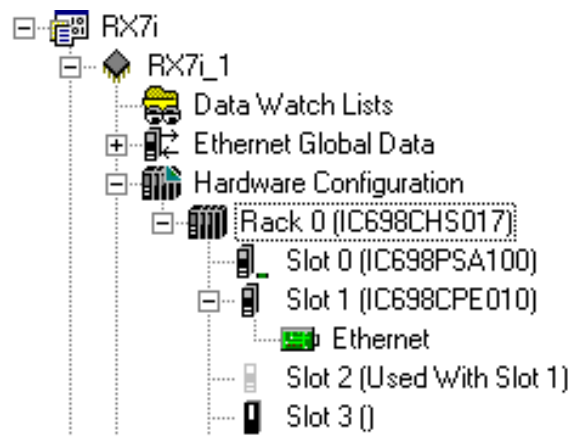 RX7i
RX7i_1
Data Watch Lists
Ethernet Global Data
Hardware Configuration
Rack 0 (IC698CHS017)
Slot 0 (IC698PSA100)
Slot 1 (IC698CPE010)
Ethernet
Slot 2 (Used With Slot 1)
Slot 3 ()